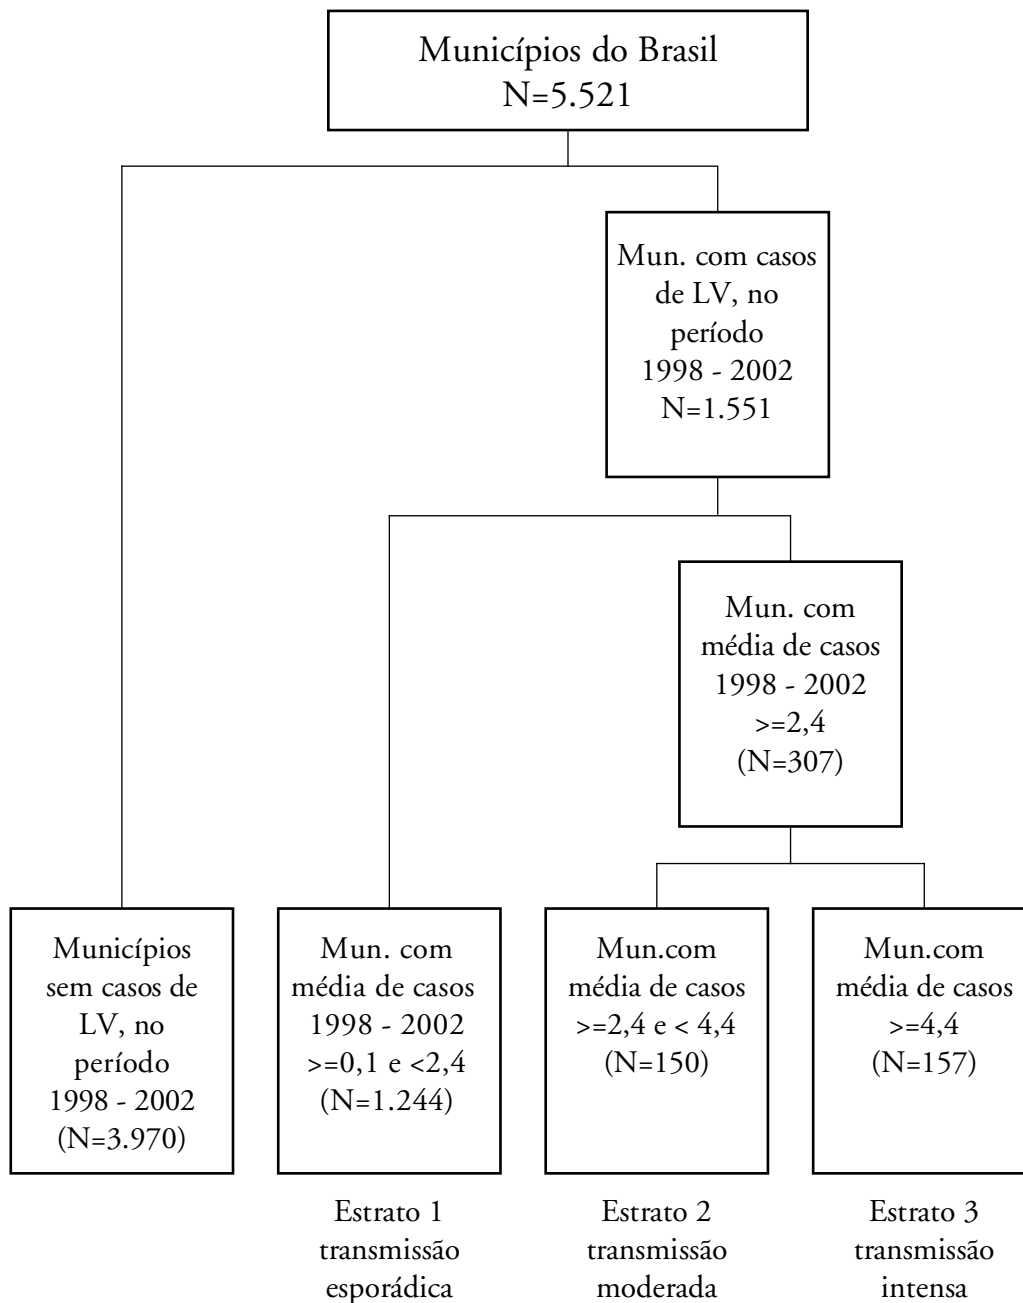 Municípios do Brasil
N=5.521
Mun. com casos
de LV, no
período
1998 - 2002
N=1.551
Mun. com
média de casos
1998 - 2002
>=2,4
(N=307)
Municípios
sem casos de
LV, no
período
1998 - 2002
(N=3.970)
Mun. com
média de casos
1998 - 2002
>=0,1 e <2,4
(N=1.244)
Mun.com
média de casos
>=2,4 e < 4,4
(N=150)
Mun.com
média de casos
>=4,4
(N=157)
Estrato 1
transmissão
esporádica
Estrato 2
transmissão
moderada
Estrato 3
transmissão
intensa